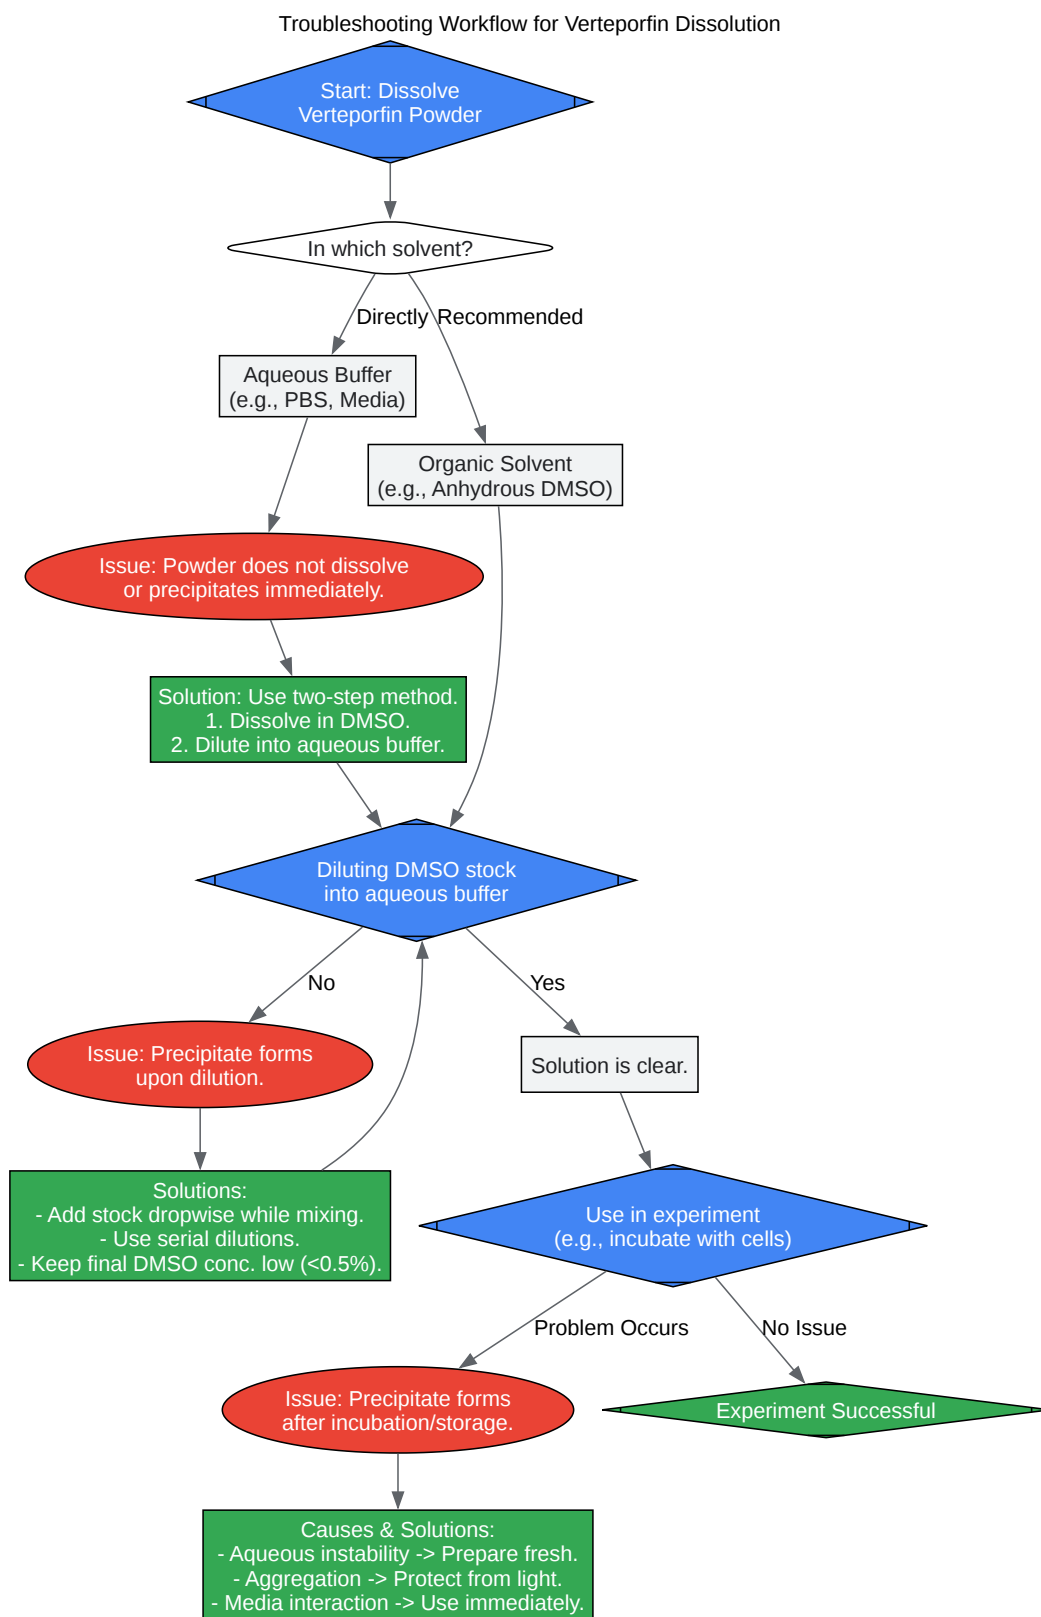 Troubleshooting Workflow for Verteporfin Dissolution
Start: Dissolve
Verteporfin Powder
In which solvent?
Directly
Recommended
Aqueous Buffer
(e.g., PBS, Media)
Organic Solvent
(e.g., Anhydrous DMSO)
Issue: Powder does not dissolve
or precipitates immediately.
Solution: Use two-step method.
1. Dissolve in DMSO.
2. Dilute into aqueous buffer.
Diluting DMSO stock
into aqueous buffer
No
Yes
Issue: Precipitate forms
upon dilution.
Solution is clear.
Solutions:
- Add stock dropwise while mixing.
- Use serial dilutions.
- Keep final DMSO conc. low (<0.5%).
Use in experiment
(e.g., incubate with cells)
Problem Occurs
No Issue
Issue: Precipitate forms
after incubation/storage.
Experiment Successful
Causes & Solutions:
- Aqueous instability -> Prepare fresh.
- Aggregation -> Protect from light.
- Media interaction -> Use immediately.